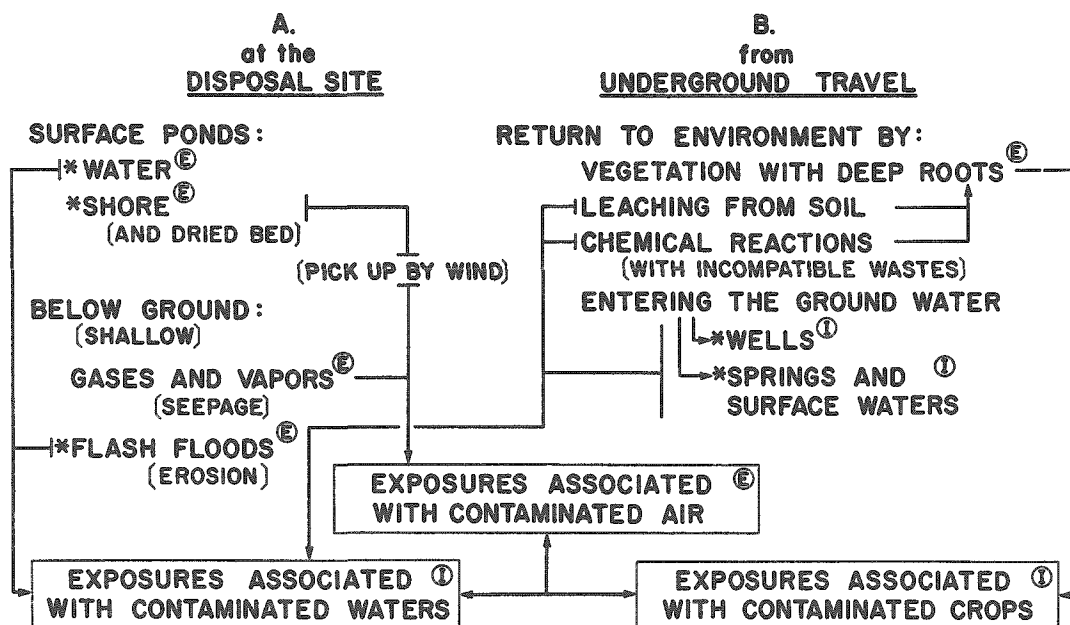 A.
at the
DISPOSAL SITE
SURFACE PONDS:
*WATER Ⓔ
*SHORE Ⓔ
(AND DRIED BED)
(PICK UP BY WIND)
BELOW GROUND:
(SHALLOW)
GASES AND VAPORS Ⓔ
(SEEPAGE)
*FLASH FLOODS Ⓔ
(EROSION)
B.
from
UNDERGROUND TRAVEL
RETURN TO ENVIRONMENT BY:
VEGETATION WITH DEEP ROOTS Ⓔ
LEACHING FROM SOIL
CHEMICAL REACTIONS
(WITH INCOMPATIBLE WASTES)
ENTERING THE GROUND WATER
*WELLS Ⓘ
*SPRINGS AND Ⓘ
SURFACE WATERS
EXPOSURES ASSOCIATED Ⓔ
WITH CONTAMINATED AIR
EXPOSURES ASSOCIATED Ⓘ
WITH CONTAMINATED WATERS
EXPOSURES ASSOCIATED Ⓘ
WITH CONTAMINATED CROPS